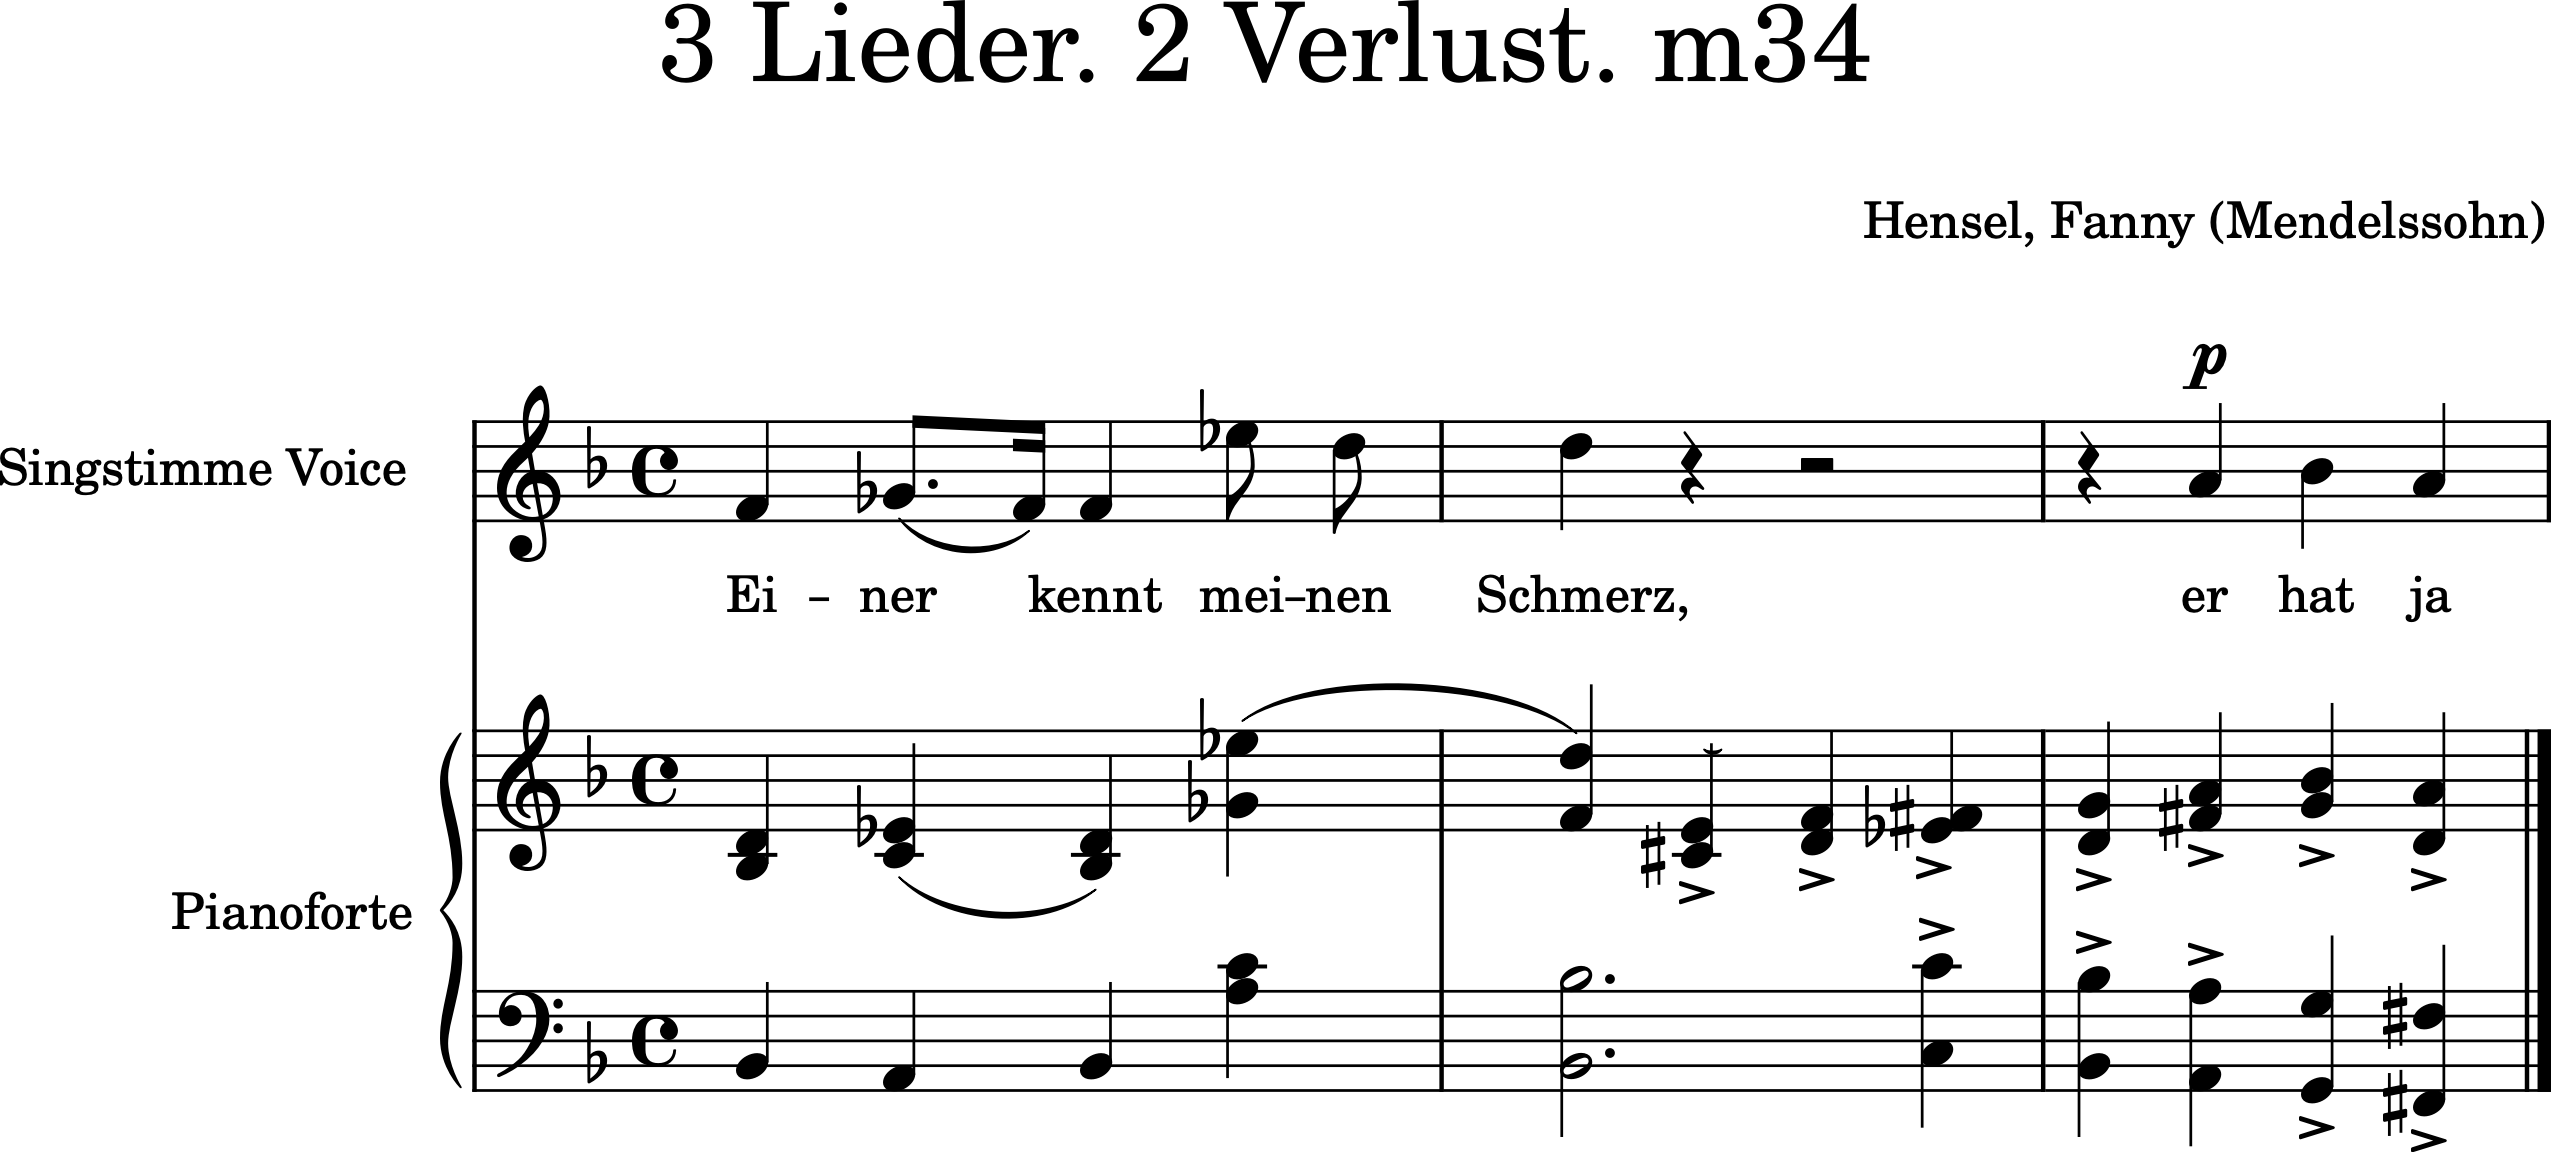 3 Lieder. 2 Verlust. m34
Hensel, Fanny (Mendelssohn)
p
Singstimme Voice
Ei - ner kennt mei-nen Schmerz, er hat ja
Pianoforte